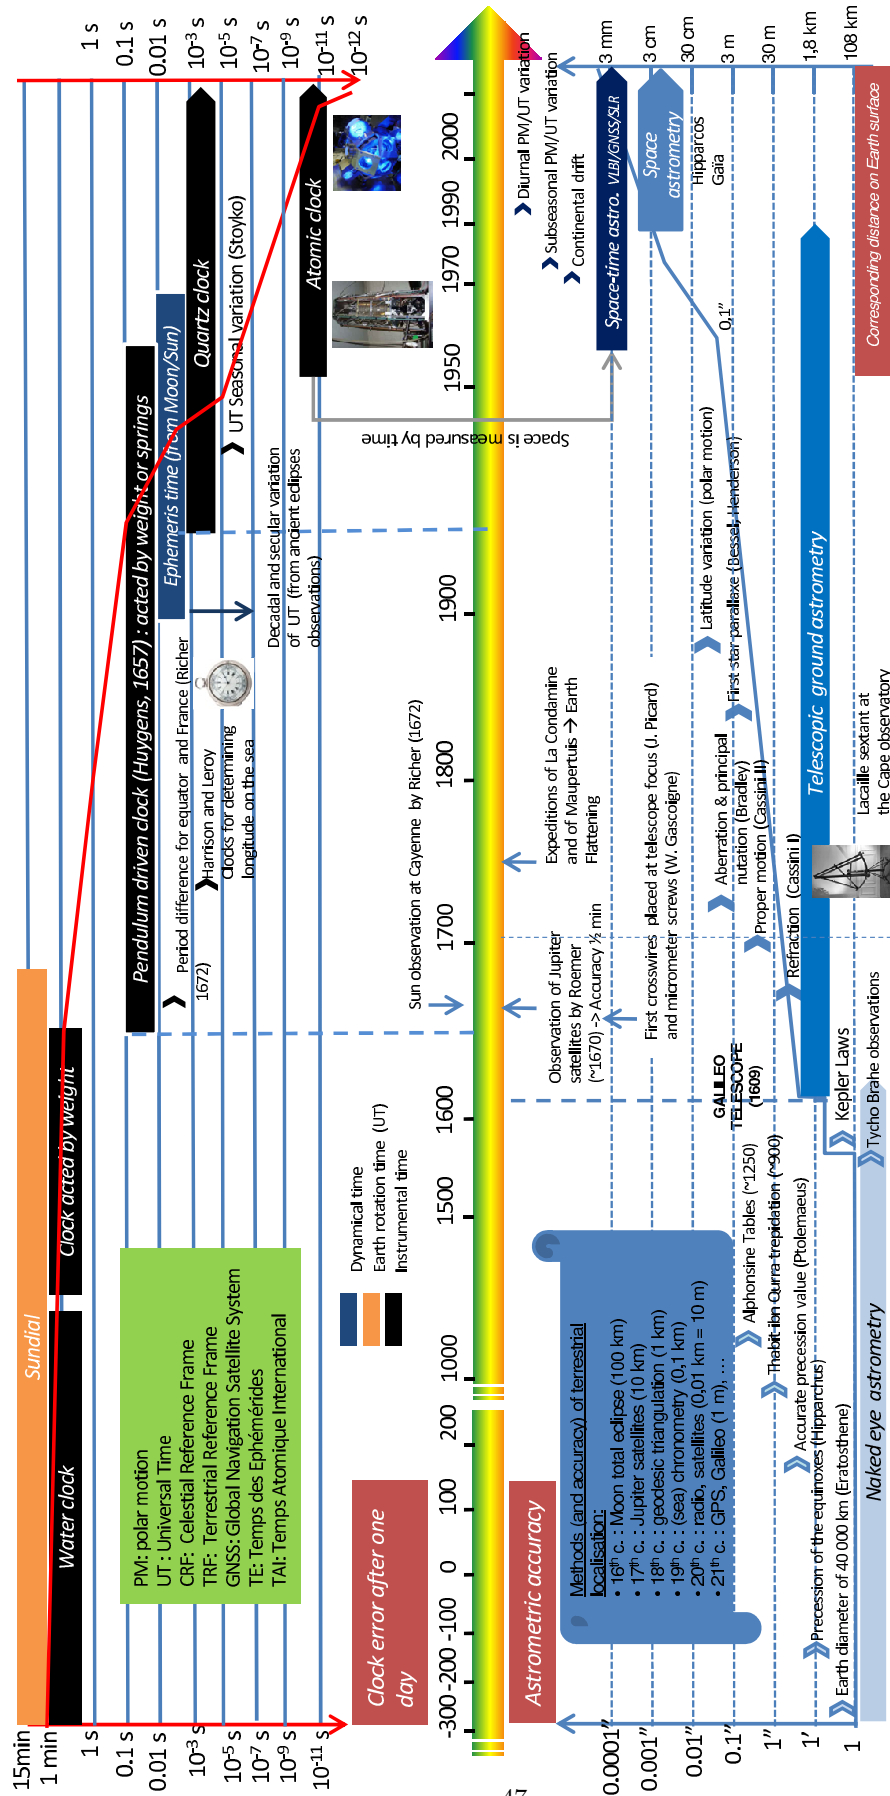 15min
1 min
1 s
0.1 s
0.01 s
10-3 s
10-5 s
10-7 s
10-9 s
10-11 s
1 s
0.1 s
0.01 s
10-3 s
10-5 s
10-7 s
10-9 s
10-11 s
10-12 s
Sundial
Water clock
Clock acted by weight
Pendulum driven clock (Huygens, 1657) : acted by weight or springs
Ephemeris time (from Moon/Sun)
Quartz clock
Atomic clock
Period difference for equator and France (Richer
1672)
Harrison and Leroy
Clocks for determining
longitude on the sea
UT Seasonal variation (Stoyko)
Decadal and secular variation
of UT (from ancient eclipses
observations)
PM: polar motion
UT : Universal Time
CRF: Celestial Reference Frame
TRF: Terrestrial Reference Frame
GNSS: Global Navigation Satellite System
TE: Temps des Ephémérides
TAI: Temps Atomique International
Dynamical time
Earth rotation time (UT)
Instrumental time
Clock error after one
day
Sun observation at Cayenne by Richer (1672)
Space is measured by time
-300
-200
-100
0
100
200
1000
1500
1600
1700
1800
1900
1950
1970
1990
2000
Astrometric accuracy
Observation of Jupiter
satellites by Roemer
(~1670) -> Accuracy ½ min
Expeditions of La Condamine
and of Maupertuis → Earth
Flattening
Diurnal PM/UT variation
Subseasonal PM/UT variation
Continental drift
Methods (and accuracy) of terrestrial
localisation:
• 16th c. : Moon total eclipse (100 km)
• 17th c. : Jupiter satellites (10 km)
• 18th c. : geodesic triangulation (1 km)
• 19th c. : (sea) chronometry (0,1 km)
• 20th c. : radio, satellites (0,01 km = 10 m)
• 21th c. : GPS, Galileo (1 m), …
First crosswires placed at telescope focus (J. Picard)
and micrometer screws (W. Gascoigne)
Space-time astro. VLBI/GNSS/SLR
Space
astrometry
Hipparcos
Gaïa
0,1"
GALILEO
TELESCOPE
(1609)
Alphonsine Tables (~1250)
Thabit-ibn Qurra trepidation (~900)
Accurate precession value (Ptolemaeus)
Precession of the equinoxes (Hipparchus)
Earth diameter of 40 000 km (Eratosthene)
Aberration & principal
nutation (Bradley)
Proper motion (Cassini II)
Refraction (Cassini I)
Latitude variation (polar motion)
First star parallaxe (Bessel, Henderson)
Telescopic ground astrometry
Kepler Laws
Tycho Brahe observations
Lacaille sextant at
the Cape observatory
Naked eye astrometry
Corresponding distance on Earth surface
0.0001"
0.001"
0.01"
0.1"
1"
1'
1
3 mm
3 cm
30 cm
3 m
30 m
1,8 km
108 km
47